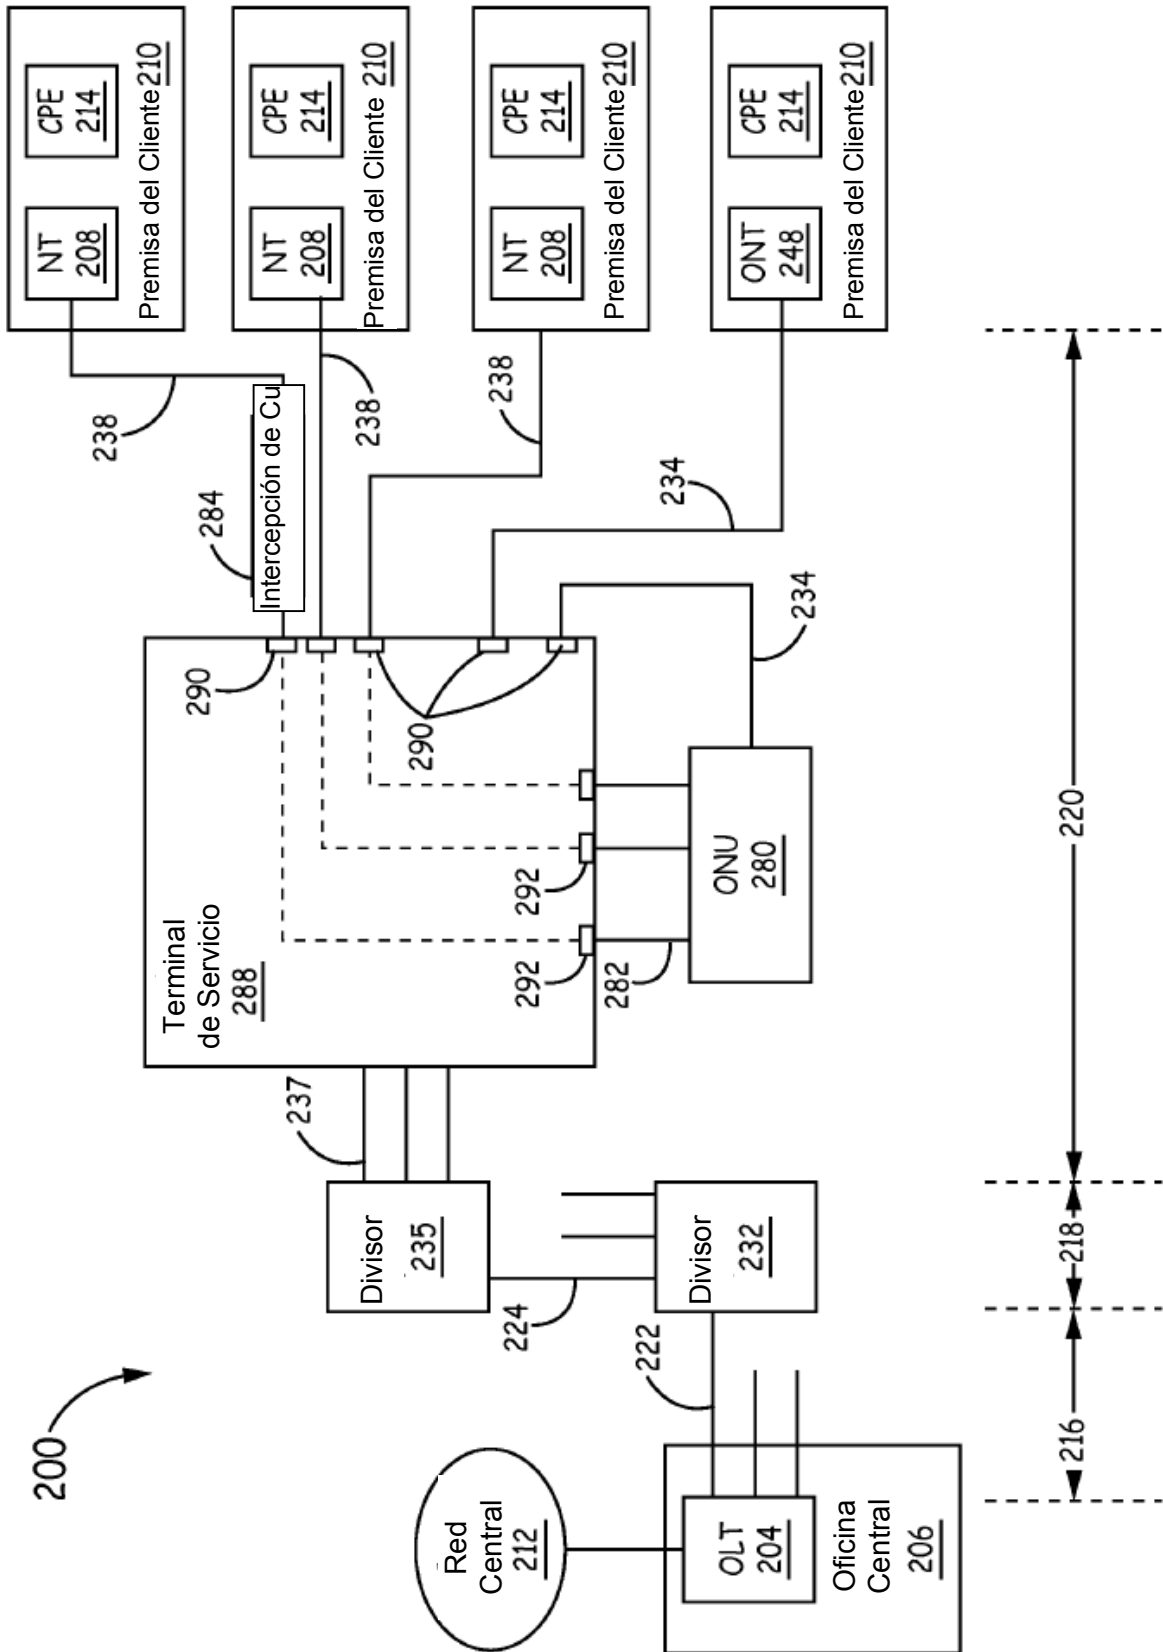 200
Red
Central
212
OLT
204
Oficina
Central
206
222
Divisor
232
224
Divisor
235
237
Terminal
de Servicio
288
290
290
292
292
282
ONU
280
234
234
284
Intercepción de Cu
238
238
238
NT
208
CPE
214
Premisa del Cliente 210
NT
208
CPE
214
Premisa del Cliente 210
NT
208
CPE
214
Premisa del Cliente 210
ONT
248
CPE
214
Premisa del Cliente 210
216
218
220